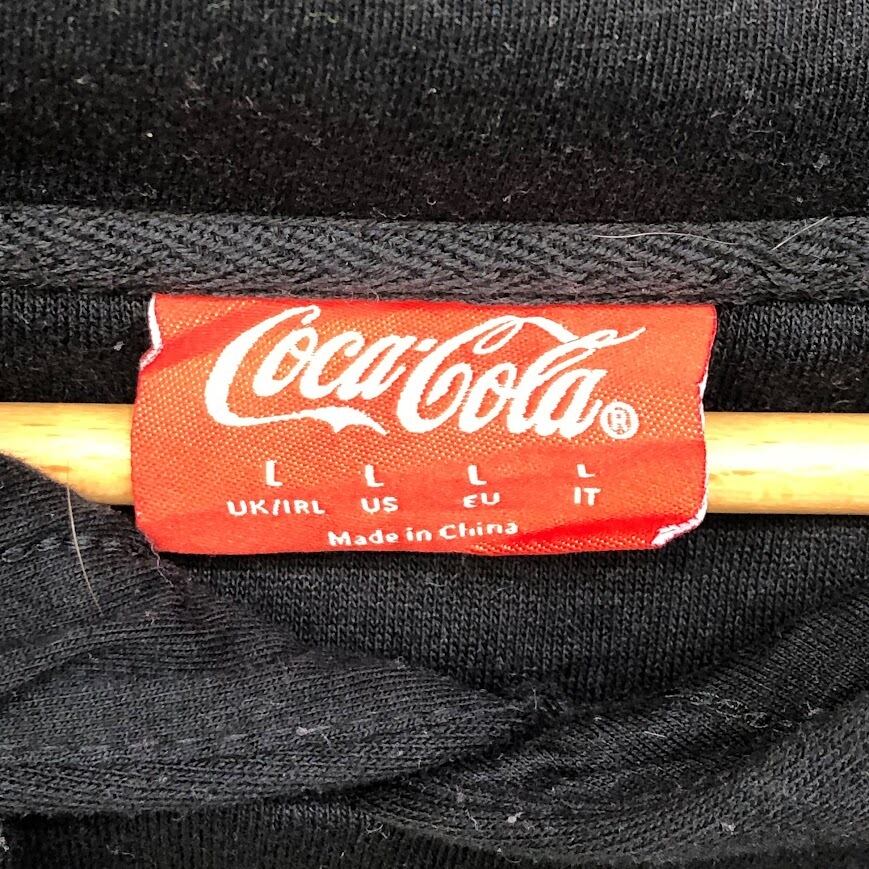 Coca-Cola®
L L L L
UK/IRL US EU IT
Made in China